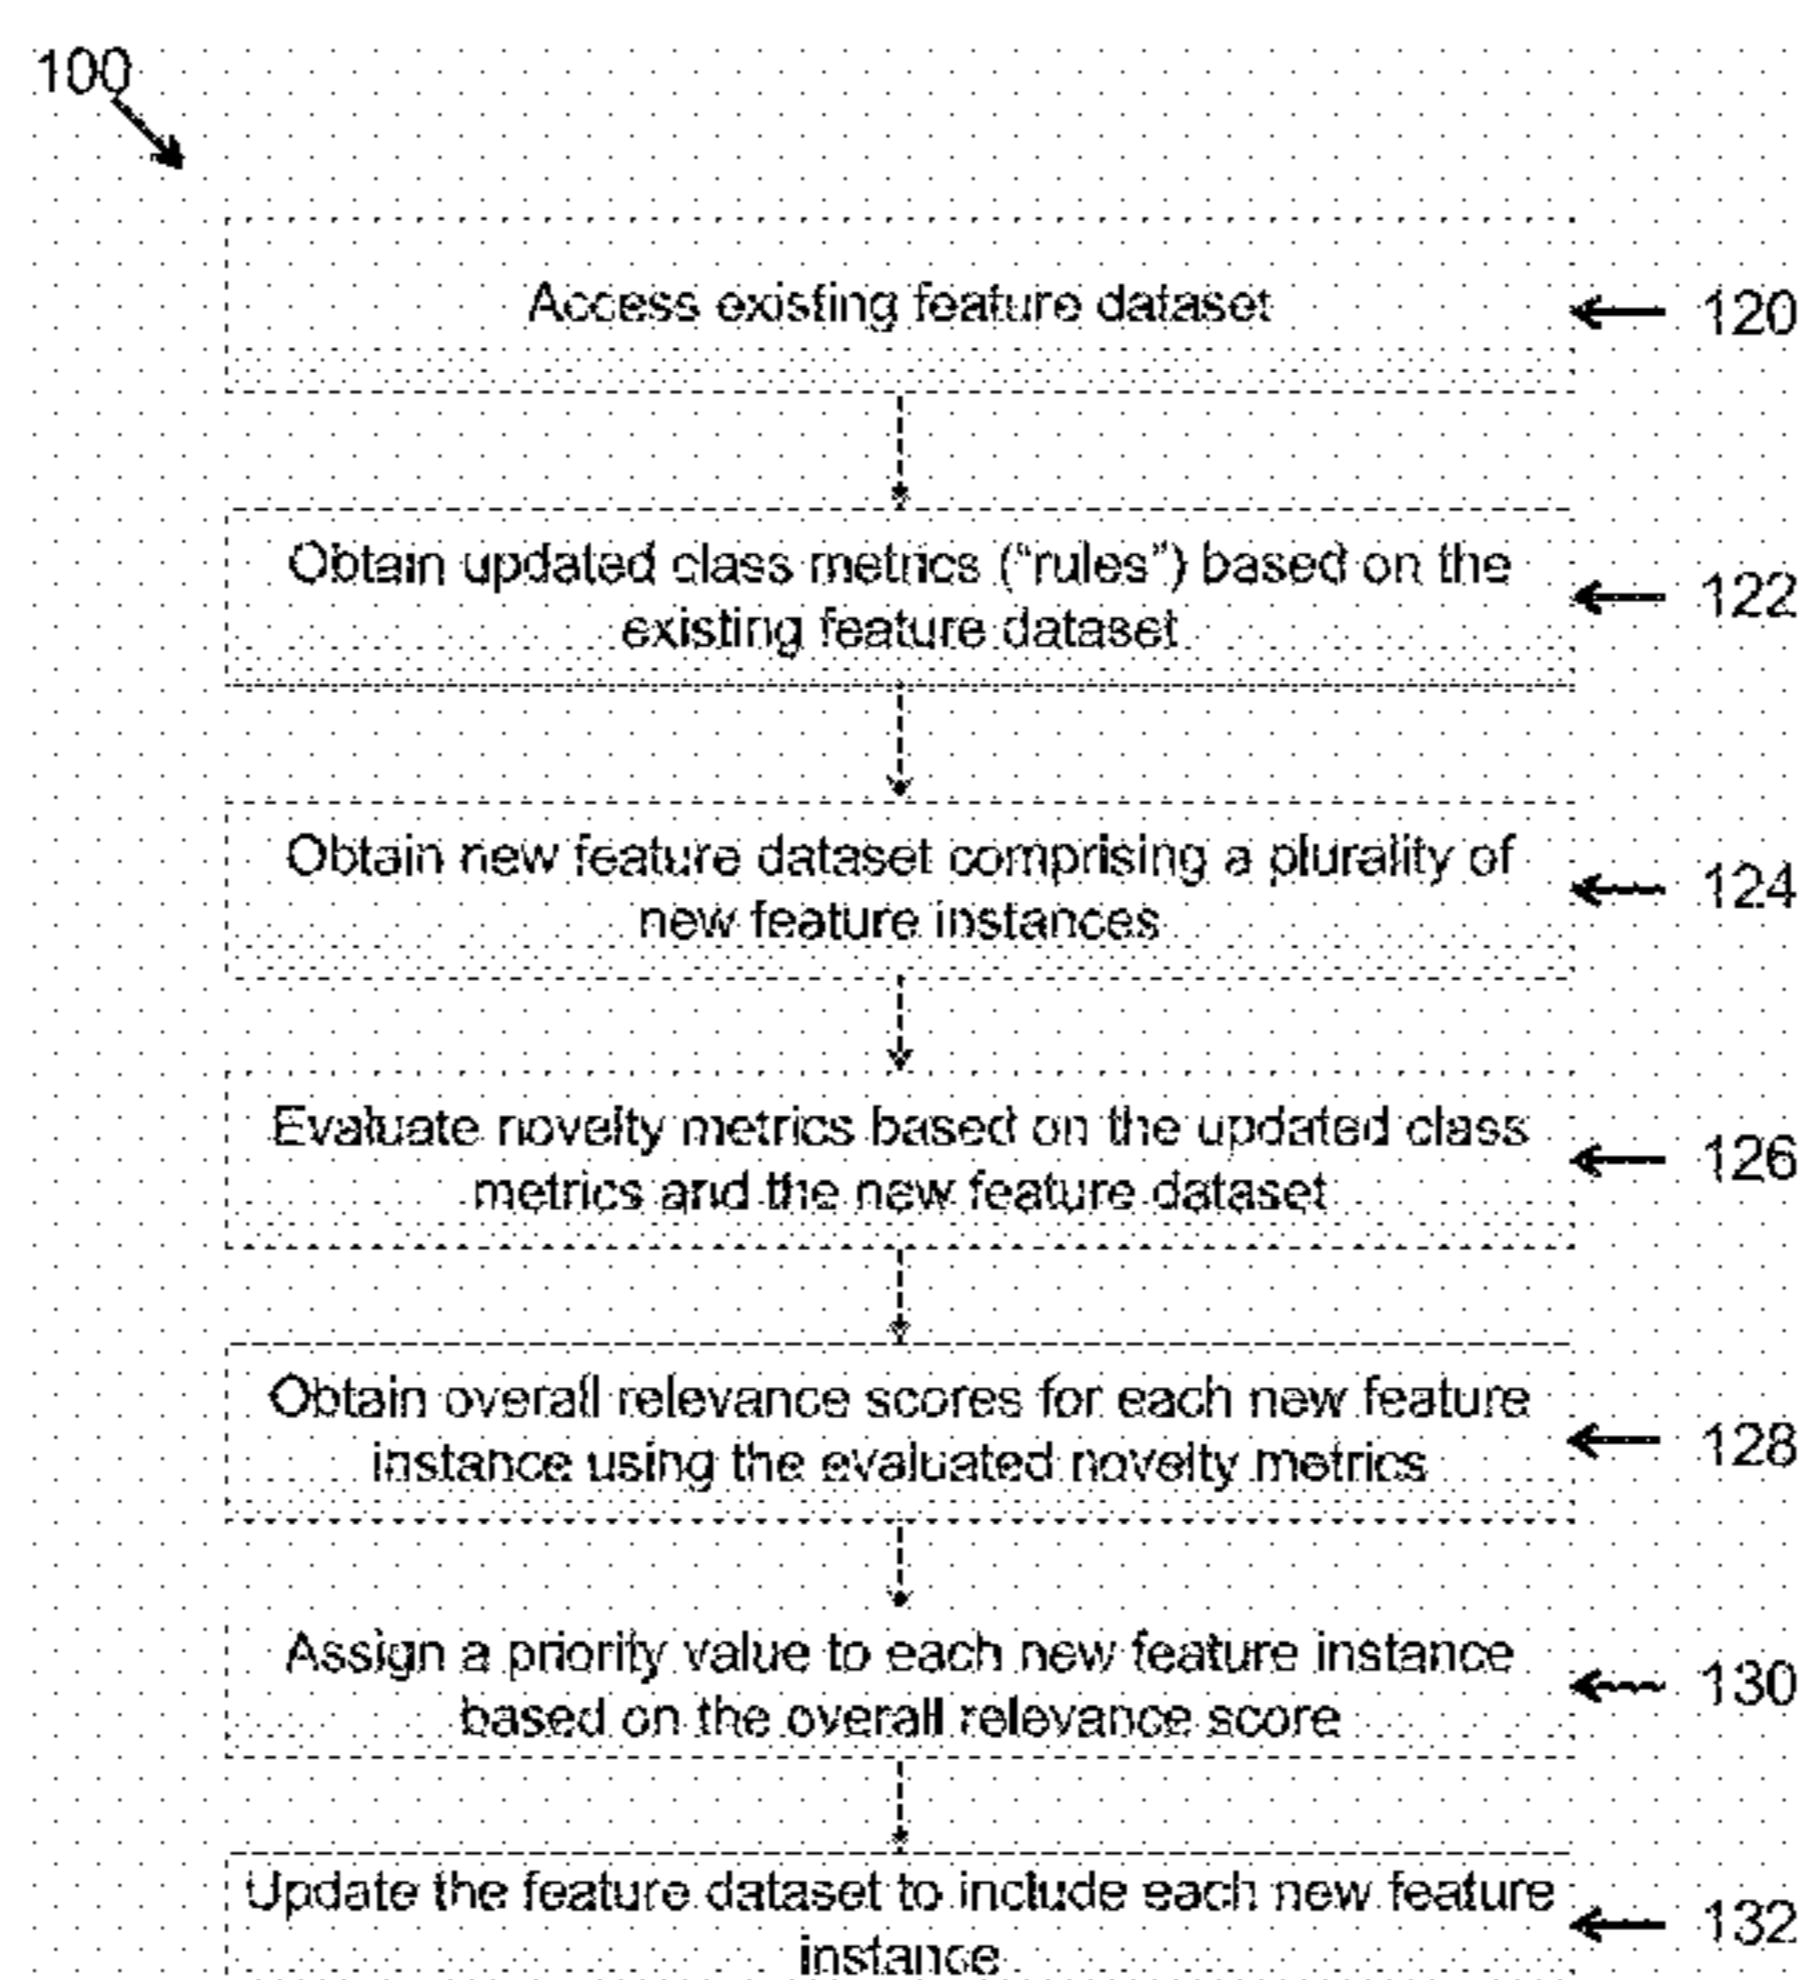 100
Access existing feature dataset
120
Obtain updated class metrics (“rules”) based on the
existing feature dataset
122
Obtain new feature dataset comprising a plurality of
new feature instances
124
Evaluate novelty metrics based on the updated class
metrics and the new feature dataset
126
Obtain overall relevance scores for each new feature
instance using the evaluated novelty metrics
128
Assign a priority value to each new feature instance
based on the overall relevance score
130
Update the feature dataset to include each new feature
instance
132